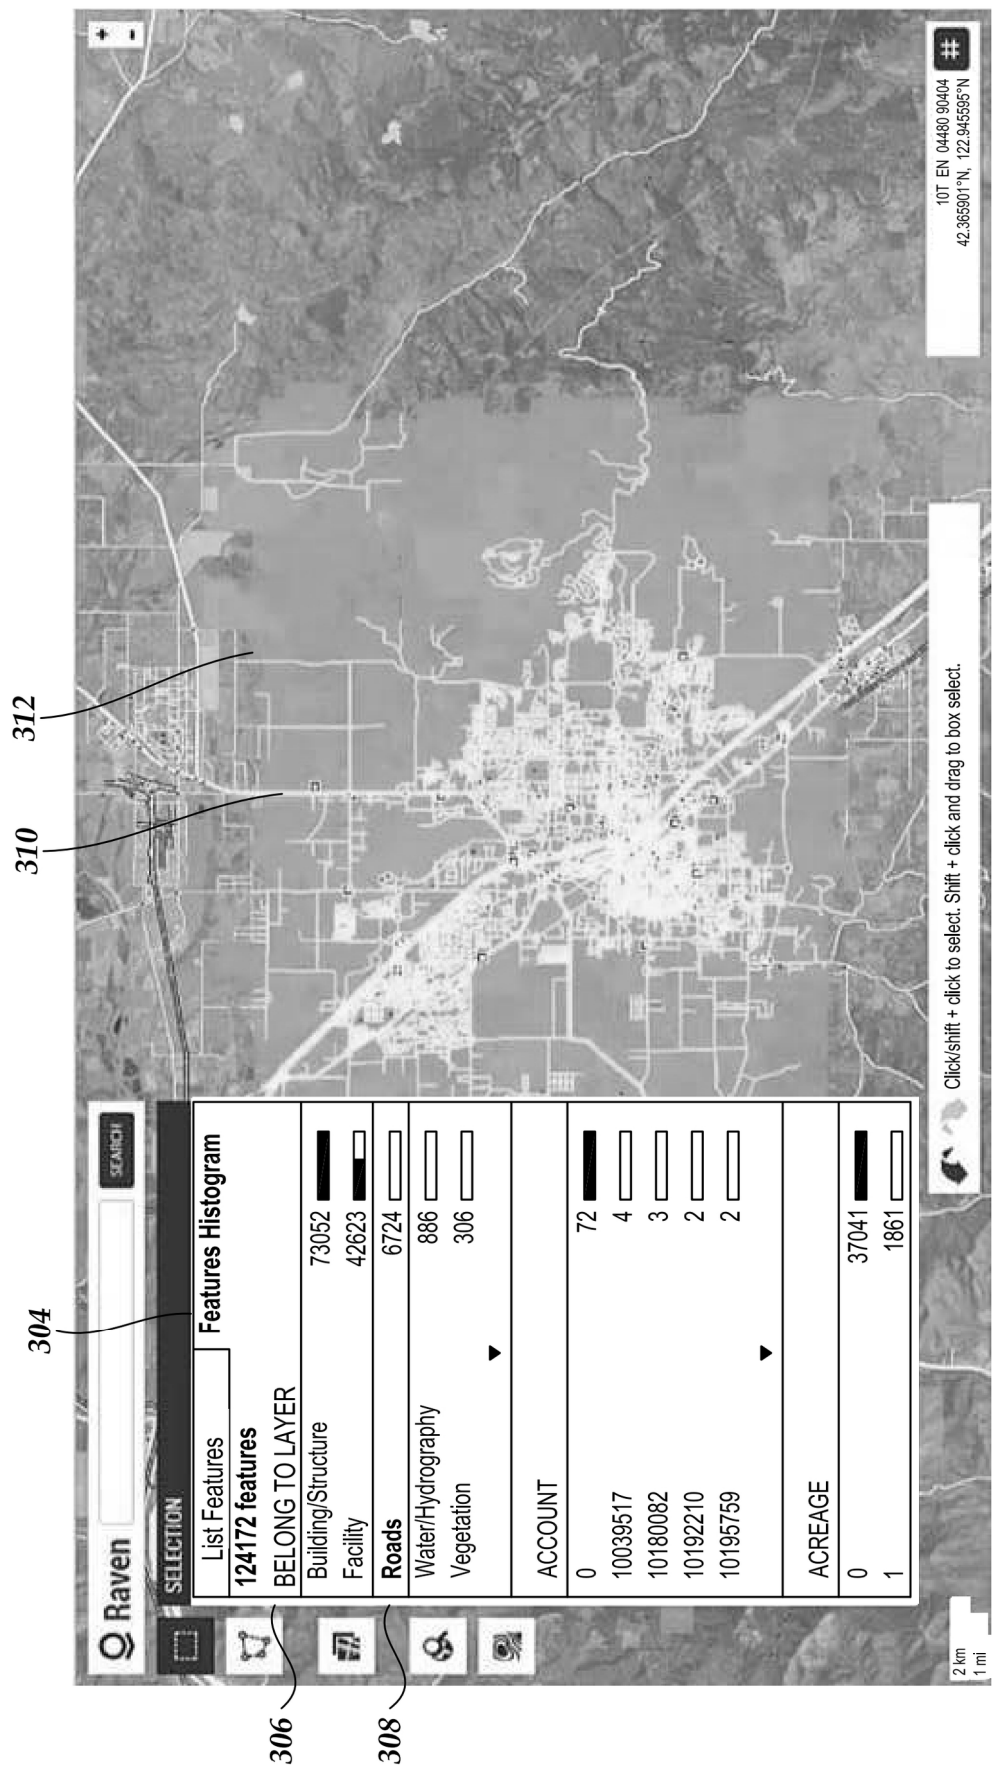 Raven
SEARCH
+
-
SELECTION
List Features
Features Histogram
124172 features
BELONG TO LAYER
Building/Structure 73052
Facility 42623
Roads 6724
Water/Hydrography 886
Vegetation 306
ACCOUNT
0 72
10039517 4
10180082 3
10192210 2
10195759 2
ACREAGE
0 37041
1 1861
2 km
1 mi
Click/shift + click to select. Shift + click and drag to box select.
10T EN 04480 90404
42.365901°N, 122.945595°N
#
304
306
308
310
312